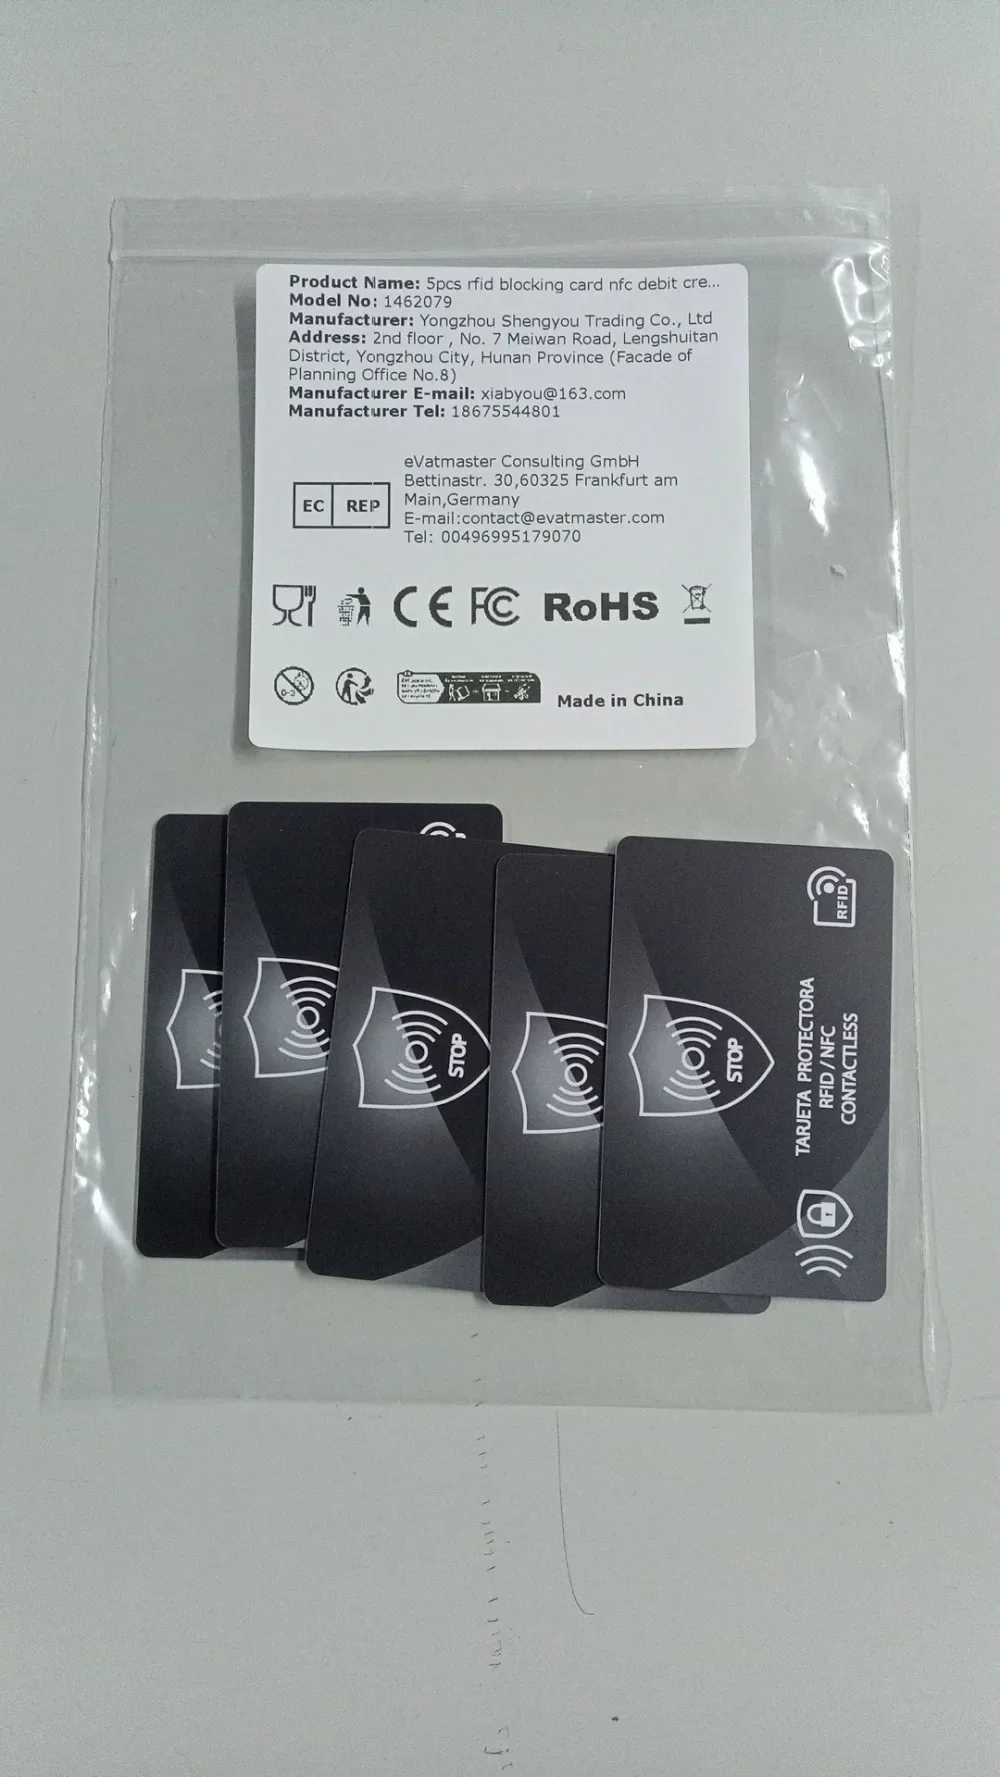 Product Name: 5pcs rfid blocking card nfc debit cre...
Model No: 1462079
Manufacturer: Yongzhou Shengyou Trading Co., Ltd
Address: 2nd floor , No. 7 Meiwan Road, Lengshuitan
District, Yongzhou City, Hunan Province (Facade of
Planning Office No.8)
Manufacturer E-mail: xiabyou@163.com
Manufacturer Tel: 18675544801
EC REP
eVatmaster Consulting GmbH
Bettinastr. 30,60325 Frankfurt am
Main,Germany
E-mail:contact@evatmaster.com
Tel: 00496995179070
CE FC RoHS
0-3
Made in China
STOP
STOP
RFID
TARJETA PROTECTORA
RFID / NFC
CONTACTLESS